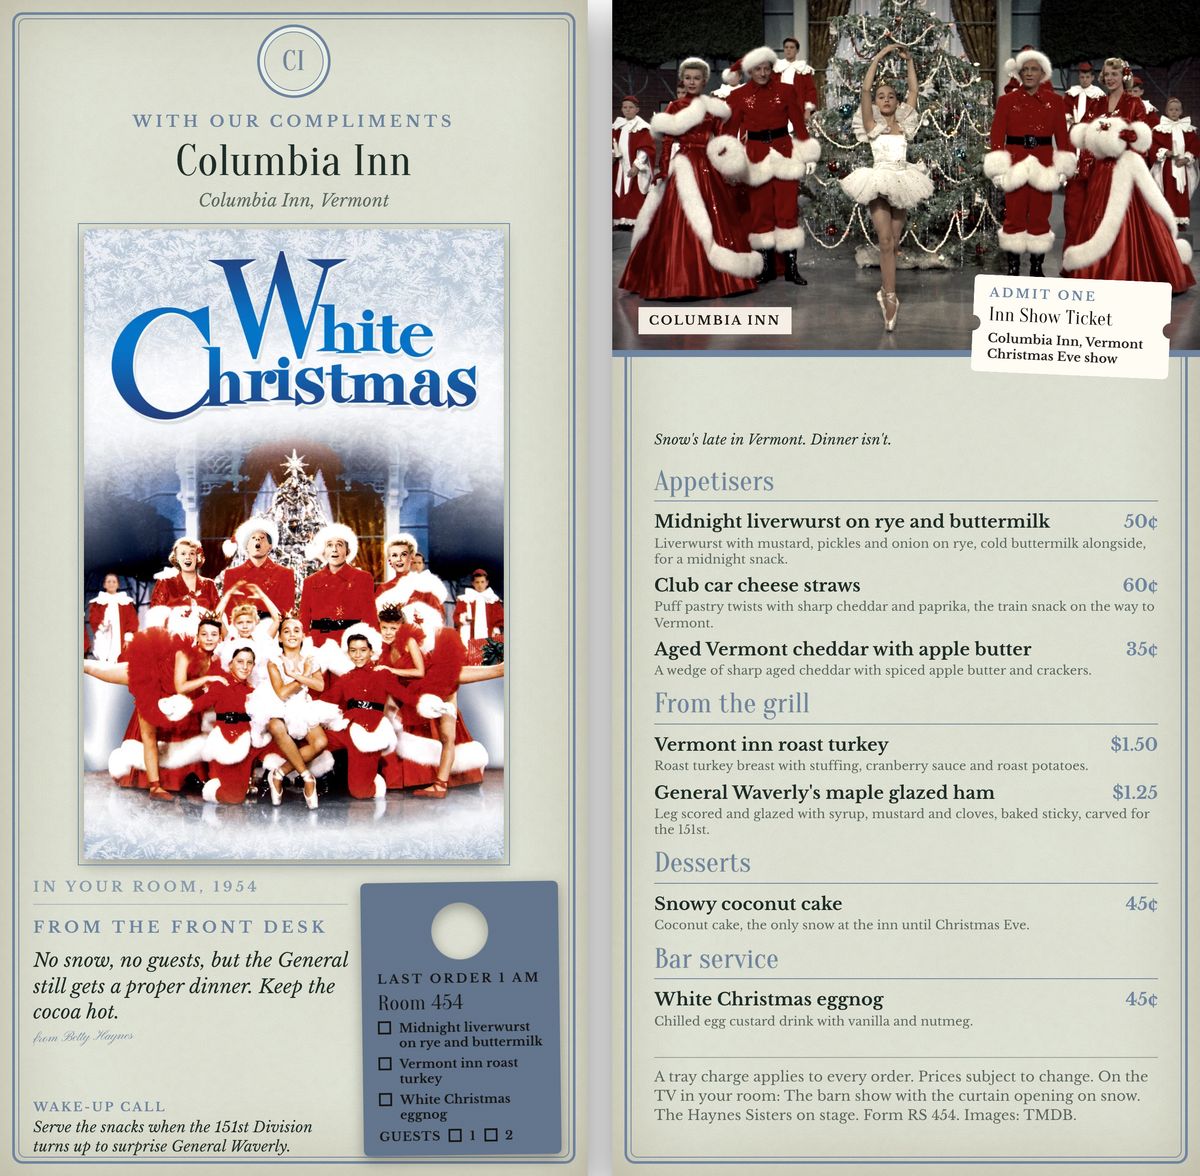 CI
WITH OUR COMPLIMENTS
Columbia Inn
Columbia Inn, Vermont
White
Christmas
IN YOUR ROOM, 1954
FROM THE FRONT DESK
No snow, no guests, but the General
still gets a proper dinner. Keep the
cocoa hot.
from Betty Haynes
WAKE-UP CALL
Serve the snacks when the 151st Division
turns up to surprise General Waverly.
LAST ORDER 1 AM
Room 454
Midnight liverwurst
on rye and buttermilk
Vermont inn roast
turkey
White Christmas
eggnog
GUESTS 1 2
COLUMBIA INN
ADMIT ONE
Inn Show Ticket
Columbia Inn, Vermont
Christmas Eve show
Snow's late in Vermont. Dinner isn't.
Appetisers
Midnight liverwurst on rye and buttermilk 50¢
Liverwurst with mustard, pickles and onion on rye, cold buttermilk alongside,
for a midnight snack.
Club car cheese straws 60¢
Puff pastry twists with sharp cheddar and paprika, the train snack on the way to
Vermont.
Aged Vermont cheddar with apple butter 35¢
A wedge of sharp aged cheddar with spiced apple butter and crackers.
From the grill
Vermont inn roast turkey $1.50
Roast turkey breast with stuffing, cranberry sauce and roast potatoes.
General Waverly's maple glazed ham $1.25
Leg scored and glazed with syrup, mustard and cloves, baked sticky, carved for
the 151st.
Desserts
Snowy coconut cake 45¢
Coconut cake, the only snow at the inn until Christmas Eve.
Bar service
White Christmas eggnog 45¢
Chilled egg custard drink with vanilla and nutmeg.
A tray charge applies to every order. Prices subject to change. On the
TV in your room: The barn show with the curtain opening on snow.
The Haynes Sisters on stage. Form RS 454. Images: TMDB.